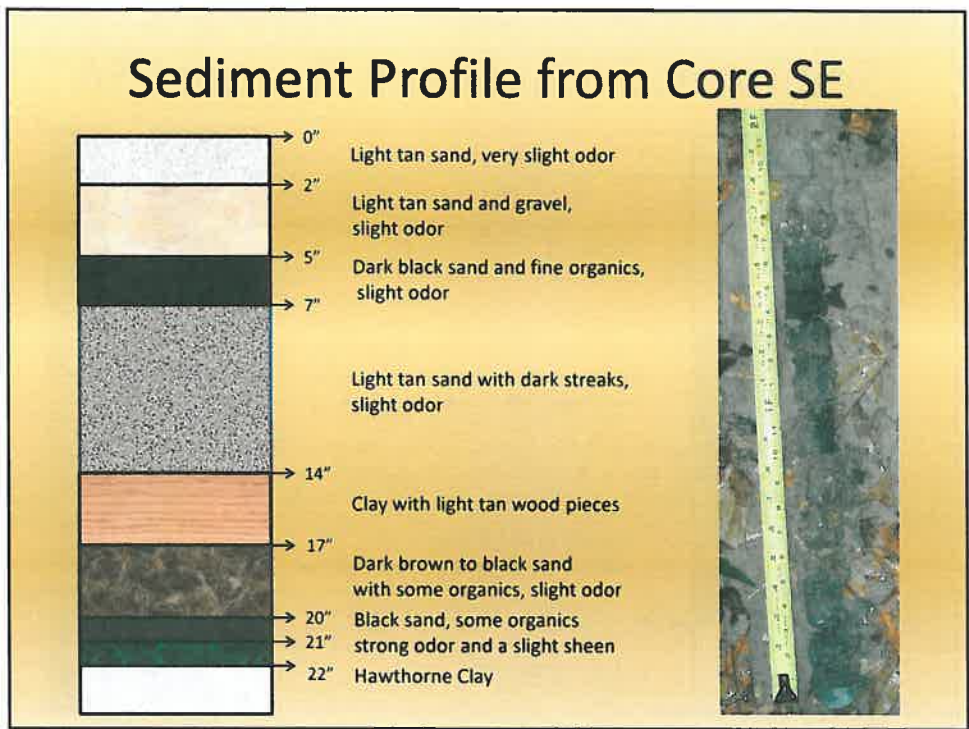 Sediment Profile from Core SE
0"
Light tan sand, very slight odor
2"
Light tan sand and gravel,
slight odor
5"
Dark black sand and fine organics,
slight odor
7"
Light tan sand with dark streaks,
slight odor
14"
Clay with light tan wood pieces
17"
Dark brown to black sand
with some organics, slight odor
20"
Black sand, some organics
21"
strong odor and a slight sheen
22"
Hawthorne Clay